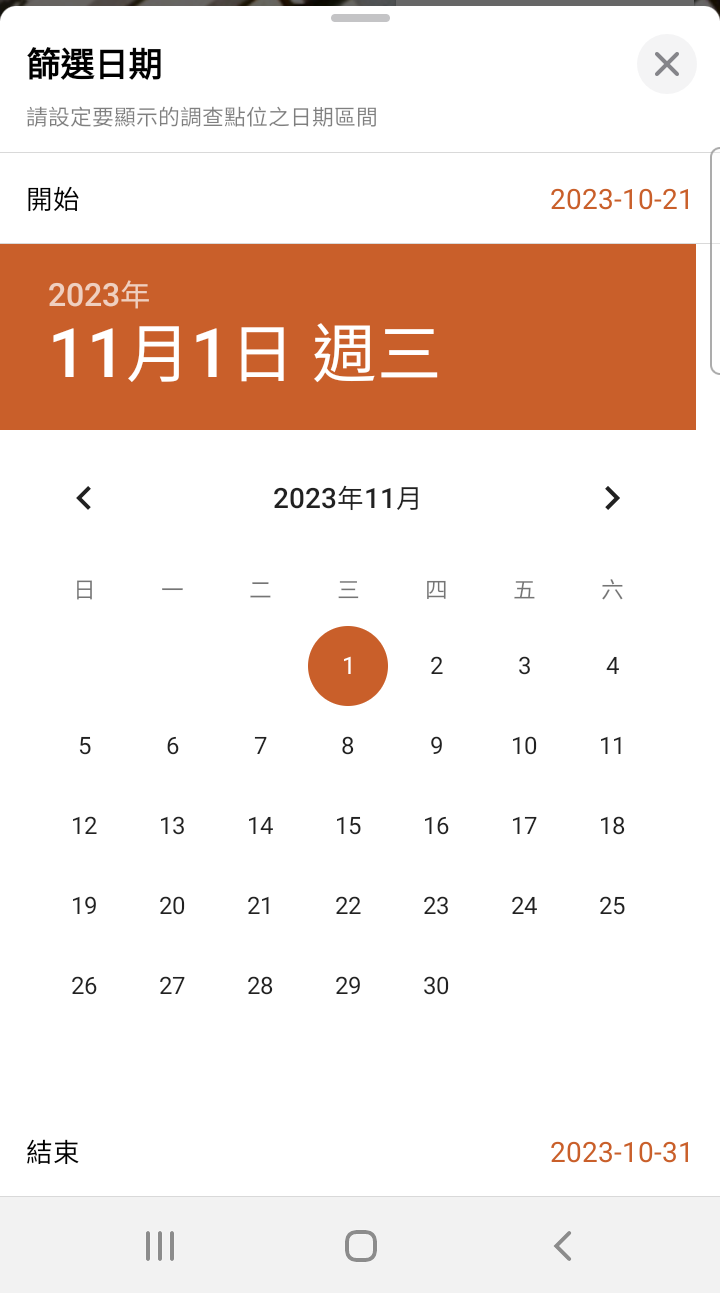 篩選日期
請設定要顯示的調查點位之日期區間
開始 2023-10-21
2023年
11月1日 週三
2023年11月
日 一 二 三 四 五 六
1 2 3 4
5 6 7 8 9 10 11
12 13 14 15 16 17 18
19 20 21 22 23 24 25
26 27 28 29 30
結束 2023-10-31